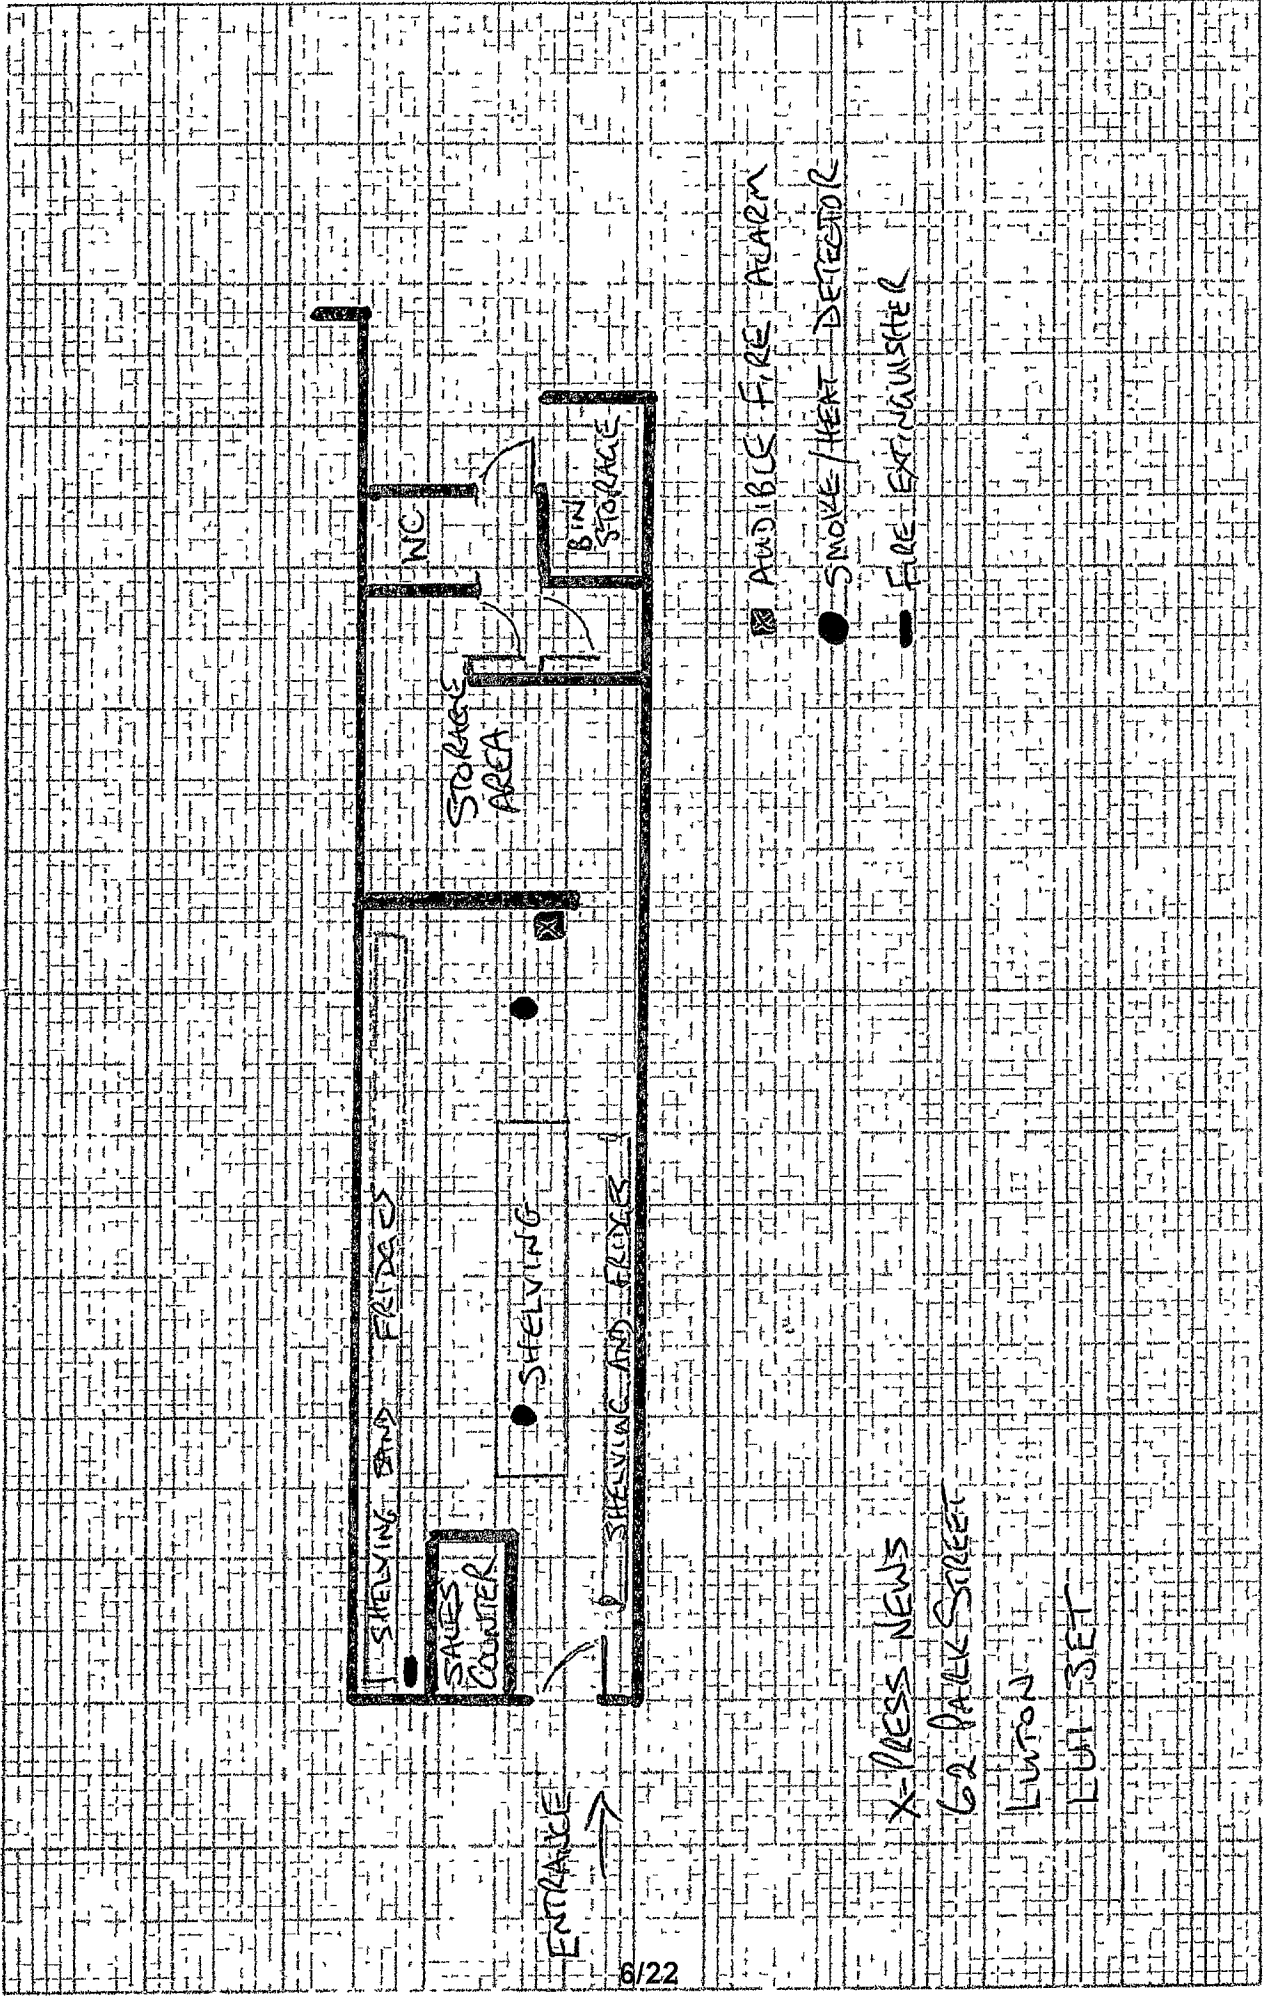 ENTRANCE
SHELVING AND FRIDGES
SALES
COUNTER
SHELVING
SHELVING AND FRIDGES
STORAGE
AREA
WC
BIN
STORAGE
AUDIBLE FIRE ALARM
SMOKE/HEAT DETECTOR
FIRE EXTINGUISHER
X-PRESS NEWS
62 PARK STREET
LUTON
LU1 3ET
6/22